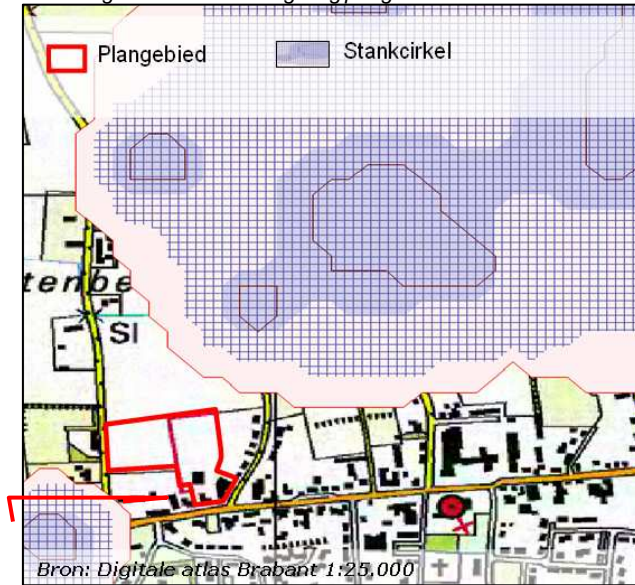 Plangebied
Stankcirkel
tenbe
SI
Bron: Digitale atlas Brabant 1:25.000